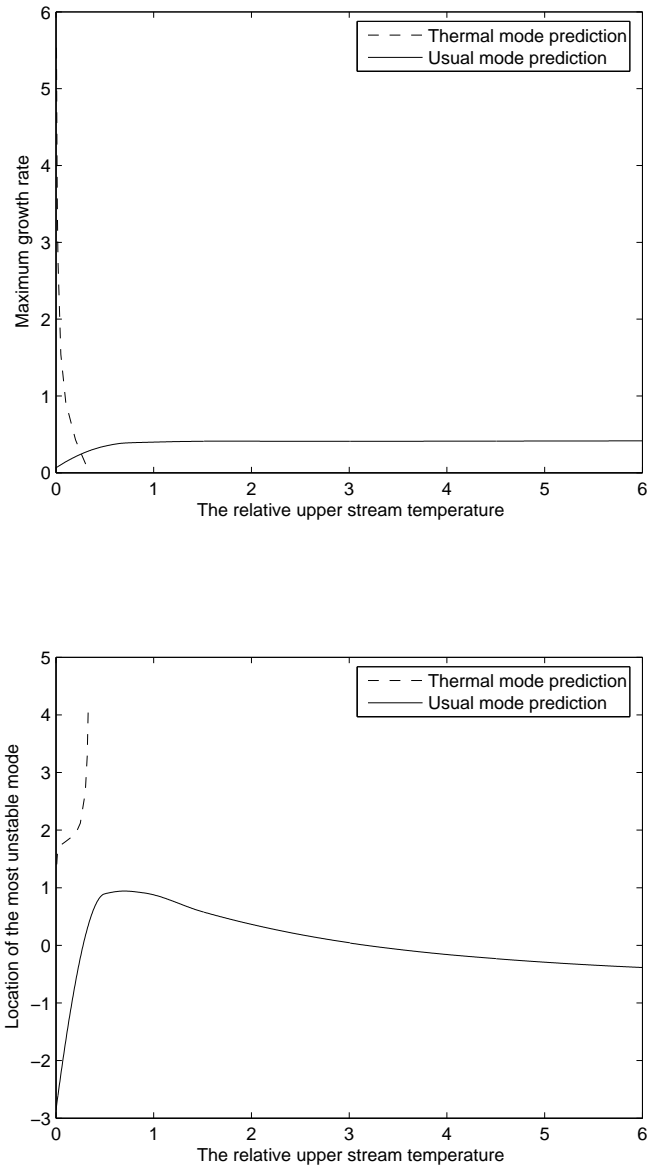 6
5
4
3
2
1
0
Maximum growth rate
Thermal mode prediction
Usual mode prediction
0 1 2 3 4 5 6
The relative upper stream temperature
5
4
3
2
1
0
−1
−2
−3
Location of the most unstable mode
Thermal mode prediction
Usual mode prediction
0 1 2 3 4 5 6
The relative upper stream temperature